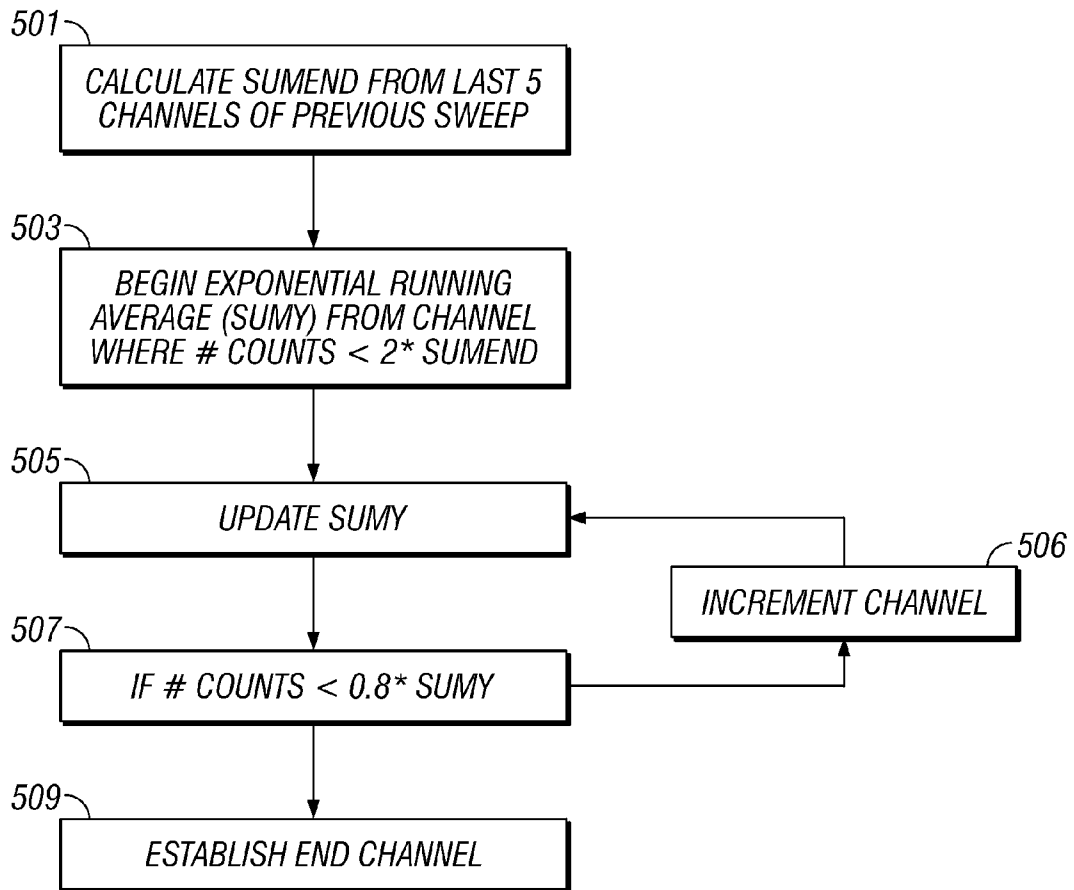 501
CALCULATE SUMEND FROM LAST 5
CHANNELS OF PREVIOUS SWEEP
503
BEGIN EXPONENTIAL RUNNING
AVERAGE (SUMY) FROM CHANNEL
WHERE # COUNTS < 2* SUMEND
505
UPDATE SUMY
506
INCREMENT CHANNEL
507
IF # COUNTS < 0.8* SUMY
509
ESTABLISH END CHANNEL